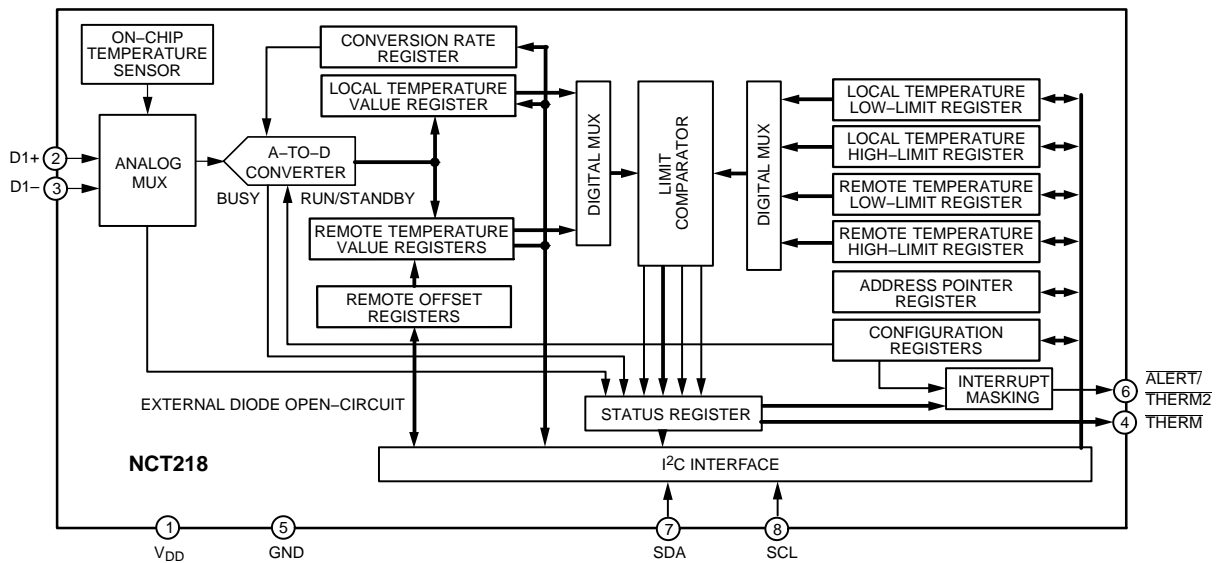 ON–CHIP
TEMPERATURE
SENSOR
CONVERSION RATE
REGISTER
LOCAL TEMPERATURE
VALUE REGISTER
LOCAL TEMPERATURE
LOW–LIMIT REGISTER
D1+
2
D1–
3
ANALOG
MUX
A–TO–D
CONVERTER
BUSY
RUN/STANDBY
DIGITAL MUX
LIMIT
COMPARATOR
DIGITAL MUX
LOCAL TEMPERATURE
HIGH–LIMIT REGISTER
REMOTE TEMPERATURE
LOW–LIMIT REGISTER
REMOTE TEMPERATURE
VALUE REGISTERS
REMOTE TEMPERATURE
HIGH–LIMIT REGISTER
REMOTE OFFSET
REGISTERS
ADDRESS POINTER
REGISTER
CONFIGURATION
REGISTERS
INTERRUPT
MASKING
6
ALERT/
THERM2
EXTERNAL DIODE OPEN–CIRCUIT
STATUS REGISTER
4
THERM
NCT218
I2C INTERFACE
1
5
7
8
VDD
GND
SDA
SCL